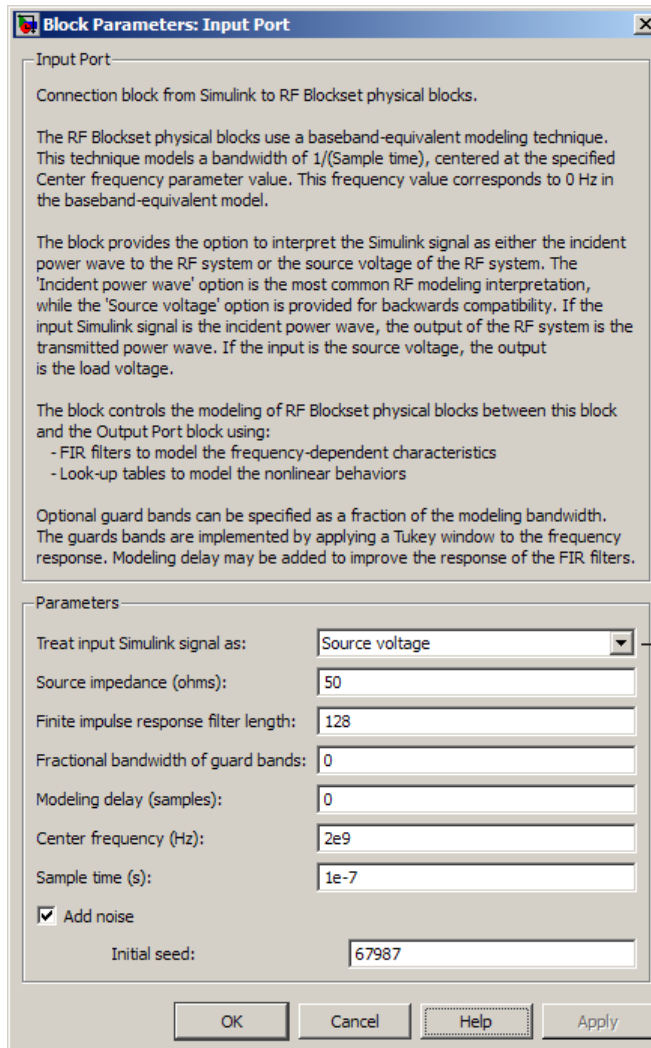 Block Parameters: Input Port
Input Port
Connection block from Simulink to RF Blockset physical blocks.
The RF Blockset physical blocks use a baseband-equivalent modeling technique.
This technique models a bandwidth of 1/(Sample time), centered at the specified
Center frequency parameter value. This frequency value corresponds to 0 Hz in
the baseband-equivalent model.
The block provides the option to interpret the Simulink signal as either the incident
power wave to the RF system or the source voltage of the RF system. The
'Incident power wave' option is the most common RF modeling interpretation,
while the 'Source voltage' option is provided for backwards compatibility. If the
input Simulink signal is the incident power wave, the output of the RF system is the
transmitted power wave. If the input is the source voltage, the output
is the load voltage.
The block controls the modeling of RF Blockset physical blocks between this block
and the Output Port block using:
- FIR filters to model the frequency-dependent characteristics
- Look-up tables to model the nonlinear behaviors
Optional guard bands can be specified as a fraction of the modeling bandwidth.
The guards bands are implemented by applying a Tukey window to the frequency
response. Modeling delay may be added to improve the response of the FIR filters.
Parameters
Treat input Simulink signal as: Source voltage
Source impedance (ohms): 50
Finite impulse response filter length: 128
Fractional bandwidth of guard bands: 0
Modeling delay (samples): 0
Center frequency (Hz): 2e9
Sample time (s): 1e-7
Add noise
Initial seed: 67987
OK Cancel Help Apply